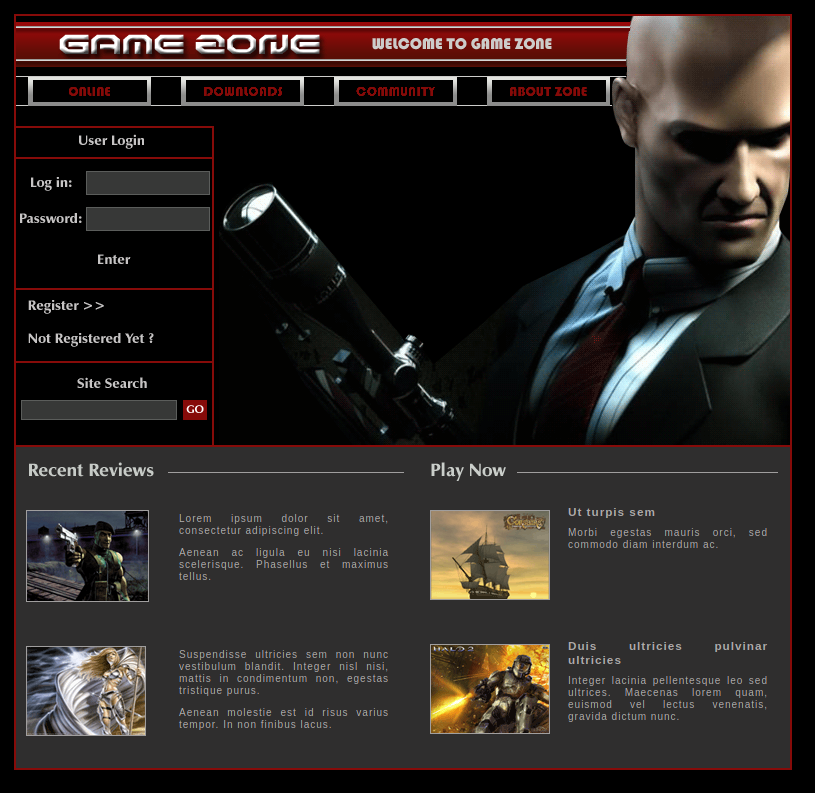 GAME ZONE
WELCOME TO GAME ZONE
ONLINE
DOWNLOADS
COMMUNITY
ABOUT ZONE
User Login
Log in:
Password:
Enter
Register >>
Not Registered Yet ?
Site Search
GO
Recent Reviews
Lorem ipsum dolor sit amet,
consectetur adipiscing elit.
Aenean ac ligula eu nisi lacinia
scelerisque. Phasellus et maximus
tellus.
Suspendisse ultricies sem non nunc
vestibulum blandit. Integer nisl nisi,
mattis in condimentum non, egestas
tristique purus.
Aenean molestie est id risus varius
tempor. In non finibus lacus.
Play Now
Ut turpis sem
Morbi egestas mauris orci, sed
commodo diam interdum ac.
HALO 2
Duis ultricies pulvinar
ultricies
Integer lacinia pellentesque leo sed
ultrices. Maecenas lorem quam,
euismod vel lectus venenatis,
gravida dictum nunc.